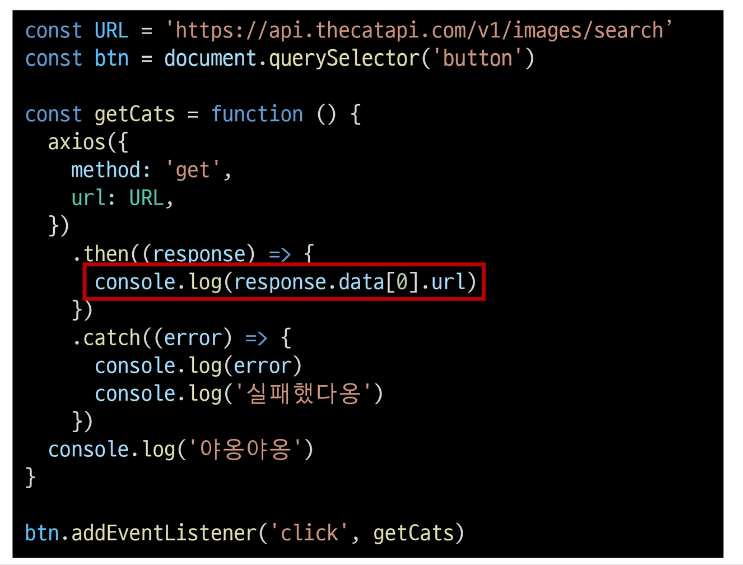 const URL = 'https://api.thecatapi.com/v1/images/search’
const btn = document.querySelector('button')

const getCats = function () {
  axios({
    method: 'get',
    url: URL,
  })
    .then((response) => {
      console.log(response.data[0].url)
    })
    .catch((error) => {
      console.log(error)
      console.log('실패했다옹')
    })
  console.log('야옹야옹')
}

btn.addEventListener('click', getCats)